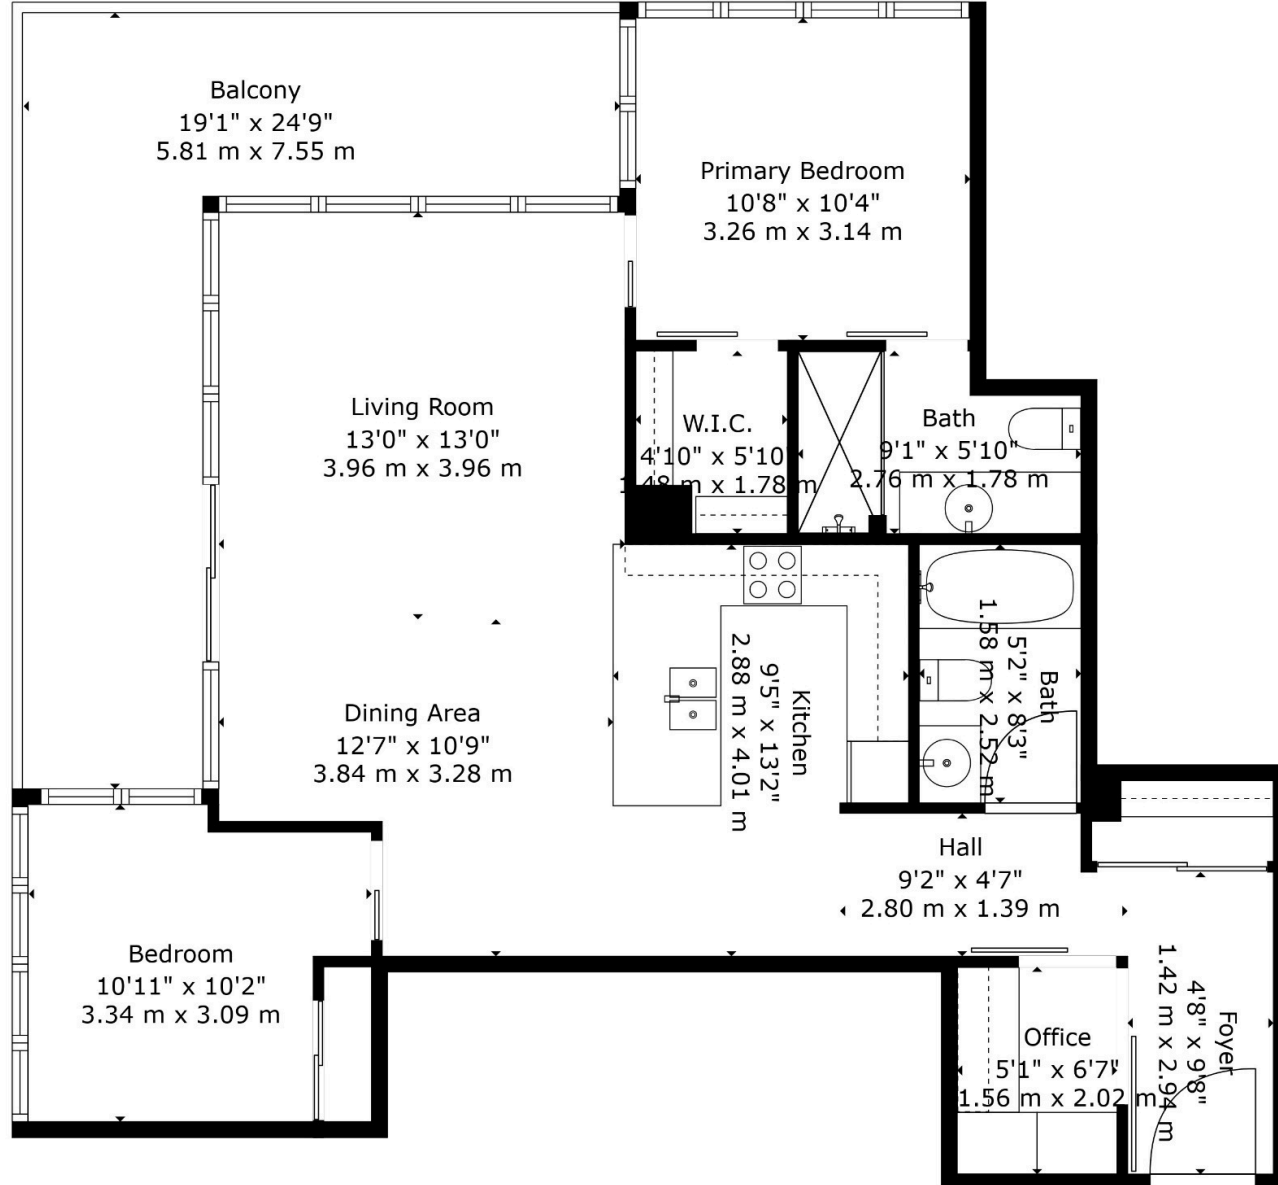 Balcony
19'1" x 24'9"
5.81 m x 7.55 m
Primary Bedroom
10'8" x 10'4"
3.26 m x 3.14 m
Living Room
13'0" x 13'0"
3.96 m x 3.96 m
W.I.C.
4'10" x 5'10"
1.48 m x 1.78 m
Bath
9'1" x 5'10"
2.76 m x 1.78 m
Bath
5'2" x 8'3"
1.58 m x 2.52 m
Kitchen
9'5" x 13'2"
2.88 m x 4.01 m
Dining Area
12'7" x 10'9"
3.84 m x 3.28 m
Hall
9'2" x 4'7"
2.80 m x 1.39 m
Bedroom
10'11" x 10'2"
3.34 m x 3.09 m
Office
5'1" x 6'7"
1.56 m x 2.02 m
Foyer
4'8" x 9'8"
1.42 m x 2.94 m